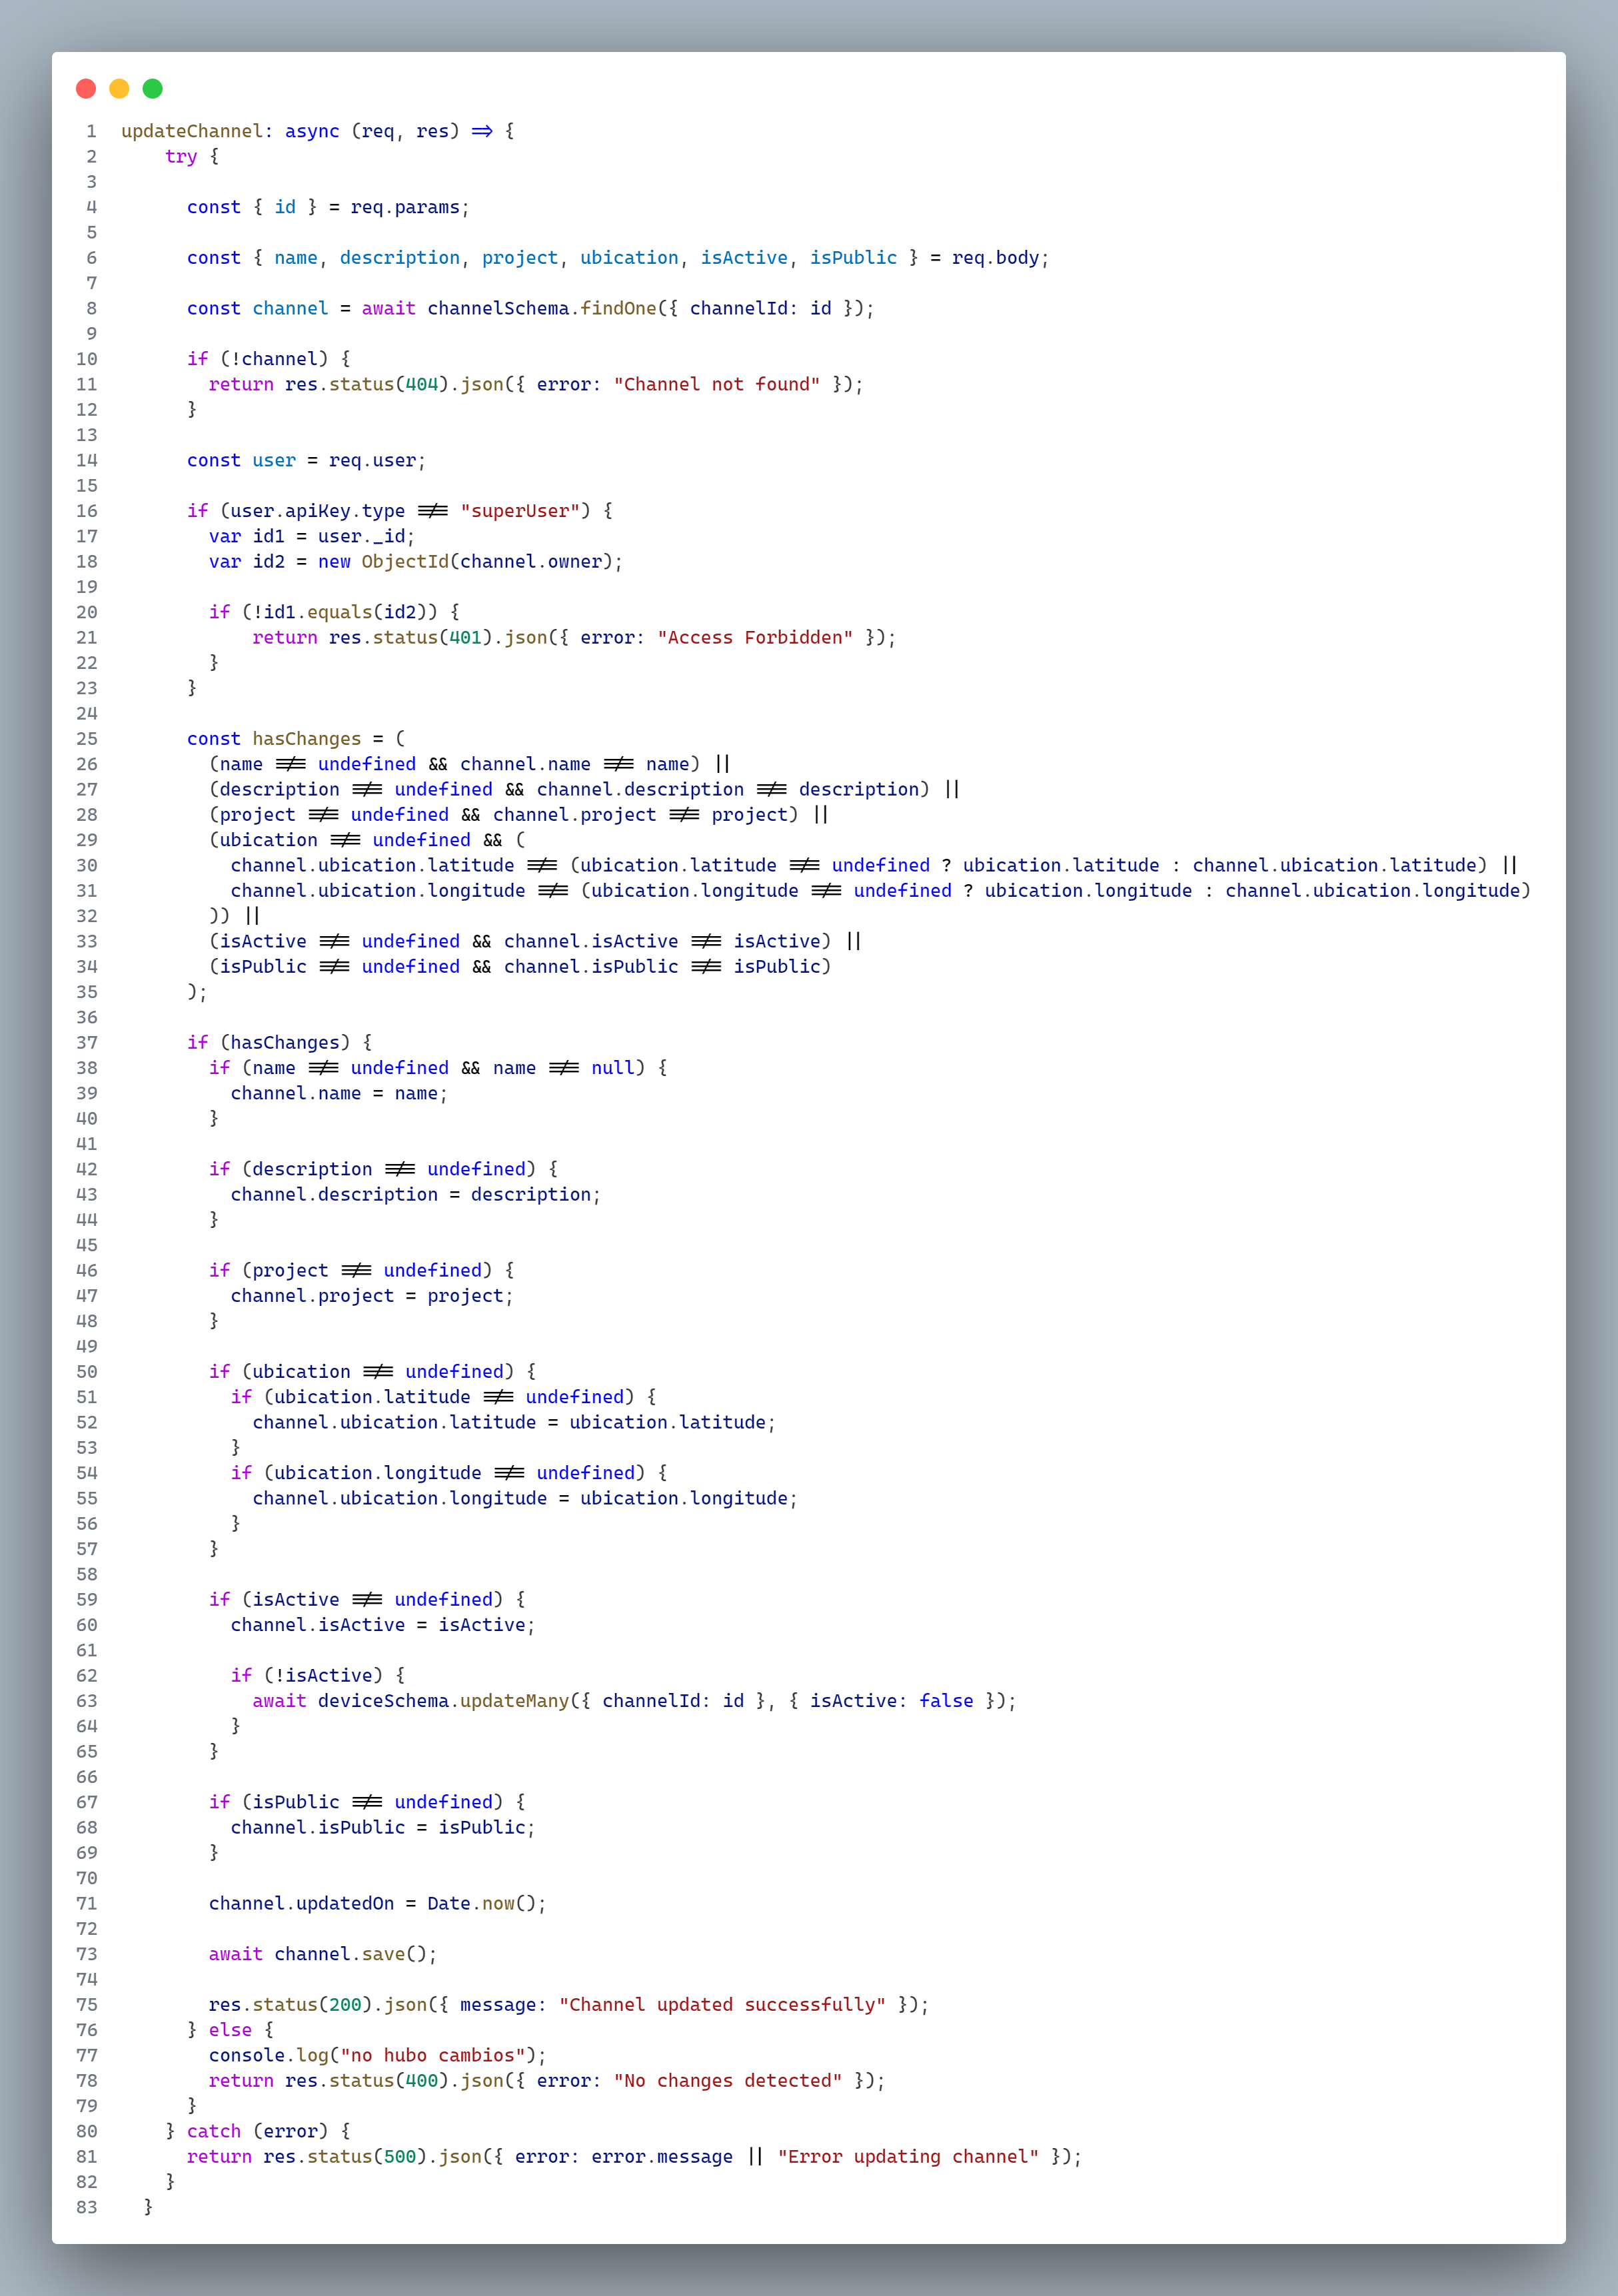 1 updateChannel: async (req, res) => {
2 try {
3
4 const { id } = req.params;
5
6 const { name, description, project, ubication, isActive, isPublic } = req.body;
7
8 const channel = await channelSchema.findOne({ channelId: id });
9
10 if (!channel) {
11 return res.status(404).json({ error: "Channel not found" });
12 }
13
14 const user = req.user;
15
16 if (user.apiKey.type !== "superUser") {
17 var id1 = user._id;
18 var id2 = new ObjectId(channel.owner);
19
20 if (!id1.equals(id2)) {
21 return res.status(401).json({ error: "Access Forbidden" });
22 }
23 }
24
25 const hasChanges = (
26 (name !== undefined && channel.name !== name) ||
27 (description !== undefined && channel.description !== description) ||
28 (project !== undefined && channel.project !== project) ||
29 (ubication !== undefined && (
30 channel.ubication.latitude !== (ubication.latitude !== undefined ? ubication.latitude : channel.ubication.latitude) ||
31 channel.ubication.longitude !== (ubication.longitude !== undefined ? ubication.longitude : channel.ubication.longitude)
32 )) ||
33 (isActive !== undefined && channel.isActive !== isActive) ||
34 (isPublic !== undefined && channel.isPublic !== isPublic)
35 );
36
37 if (hasChanges) {
38 if (name !== undefined && name !== null) {
39 channel.name = name;
40 }
41
42 if (description !== undefined) {
43 channel.description = description;
44 }
45
46 if (project !== undefined) {
47 channel.project = project;
48 }
49
50 if (ubication !== undefined) {
51 if (ubication.latitude !== undefined) {
52 channel.ubication.latitude = ubication.latitude;
53 }
54 if (ubication.longitude !== undefined) {
55 channel.ubication.longitude = ubication.longitude;
56 }
57 }
58
59 if (isActive !== undefined) {
60 channel.isActive = isActive;
61
62 if (!isActive) {
63 await deviceSchema.updateMany({ channelId: id }, { isActive: false });
64 }
65 }
66
67 if (isPublic !== undefined) {
68 channel.isPublic = isPublic;
69 }
70
71 channel.updatedOn = Date.now();
72
73 await channel.save();
74
75 res.status(200).json({ message: "Channel updated successfully" });
76 } else {
77 console.log("no hubo cambios");
78 return res.status(400).json({ error: "No changes detected" });
79 }
80 } catch (error) {
81 return res.status(500).json({ error: error.message || "Error updating channel" });
82 }
83 }